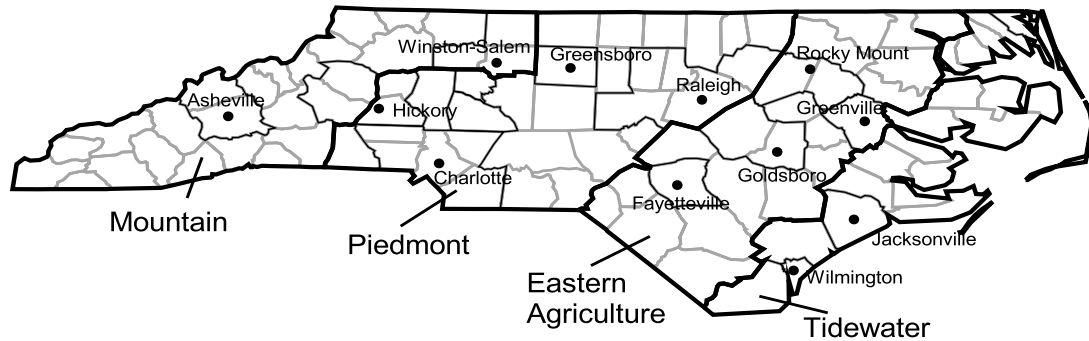 Winston-Salem
Greensboro
Rocky Mount
Asheville
Hickory
Raleigh
Greenville
Charlotte
Goldsboro
Fayetteville
Mountain
Piedmont
Jacksonville
Eastern
Agriculture
Wilmington
Tidewater